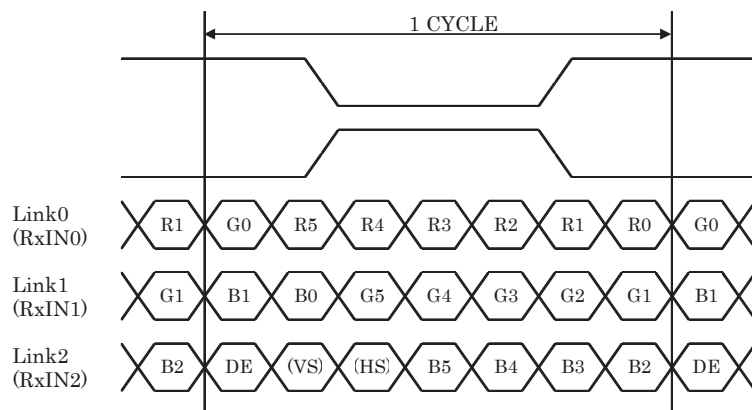 1 CYCLE
Link0
(RxIN0)
R1 G0 R5 R4 R3 R2 R1 R0 G0
Link1
(RxIN1)
G1 B1 B0 G5 G4 G3 G2 G1 B1
Link2
(RxIN2)
B2 DE (VS) (HS) B5 B4 B3 B2 DE